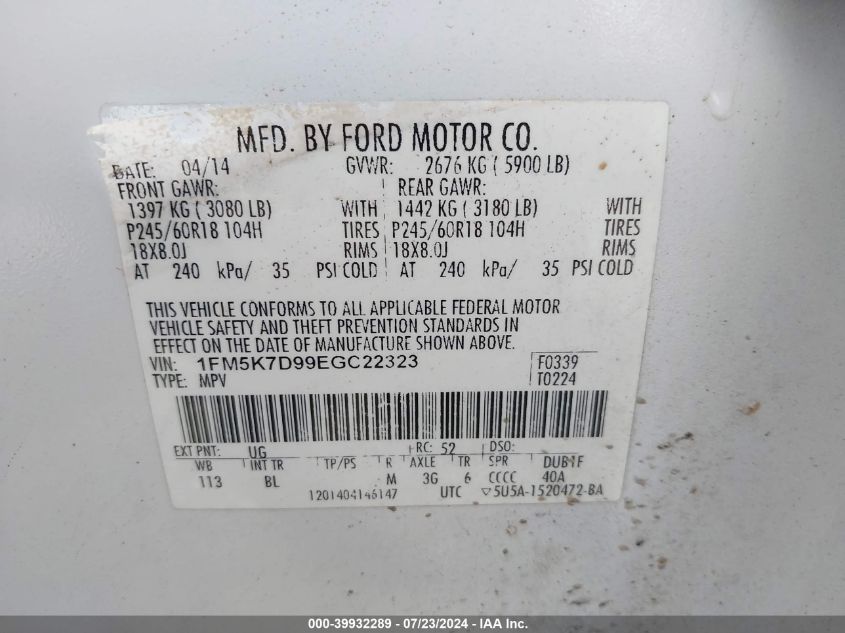 MFD. BY FORD MOTOR CO.
DATE: 04/14 GVWR: 2676 KG ( 5900 LB)
FRONT GAWR: REAR GAWR:
1397 KG ( 3080 LB) WITH 1442 KG ( 3180 LB) WITH
P245/60R18 104H TIRES P245/60R18 104H TIRES
18X8.0J RIMS 18X8.0J RIMS
AT 240 kPa/ 35 PSI COLD AT 240 kPa/ 35 PSI COLD
THIS VEHICLE CONFORMS TO ALL APPLICABLE FEDERAL MOTOR
VEHICLE SAFETY AND THEFT PREVENTION STANDARDS IN
EFFECT ON THE DATE OF MANUFACTURE SHOWN ABOVE.
VIN: 1FM5K7D99EGC22323 F0339
TYPE: MPV T0224
EXT PNT: UG RC: 52 DSO:
WB INT TR TP/PS R AXLE TR SPR
113 BL M 3G 6 CCCC 40A
1201404146147 UTC ▽5U5A-1520472-BA
000-39932289 - 07/23/2024 - IAA Inc.